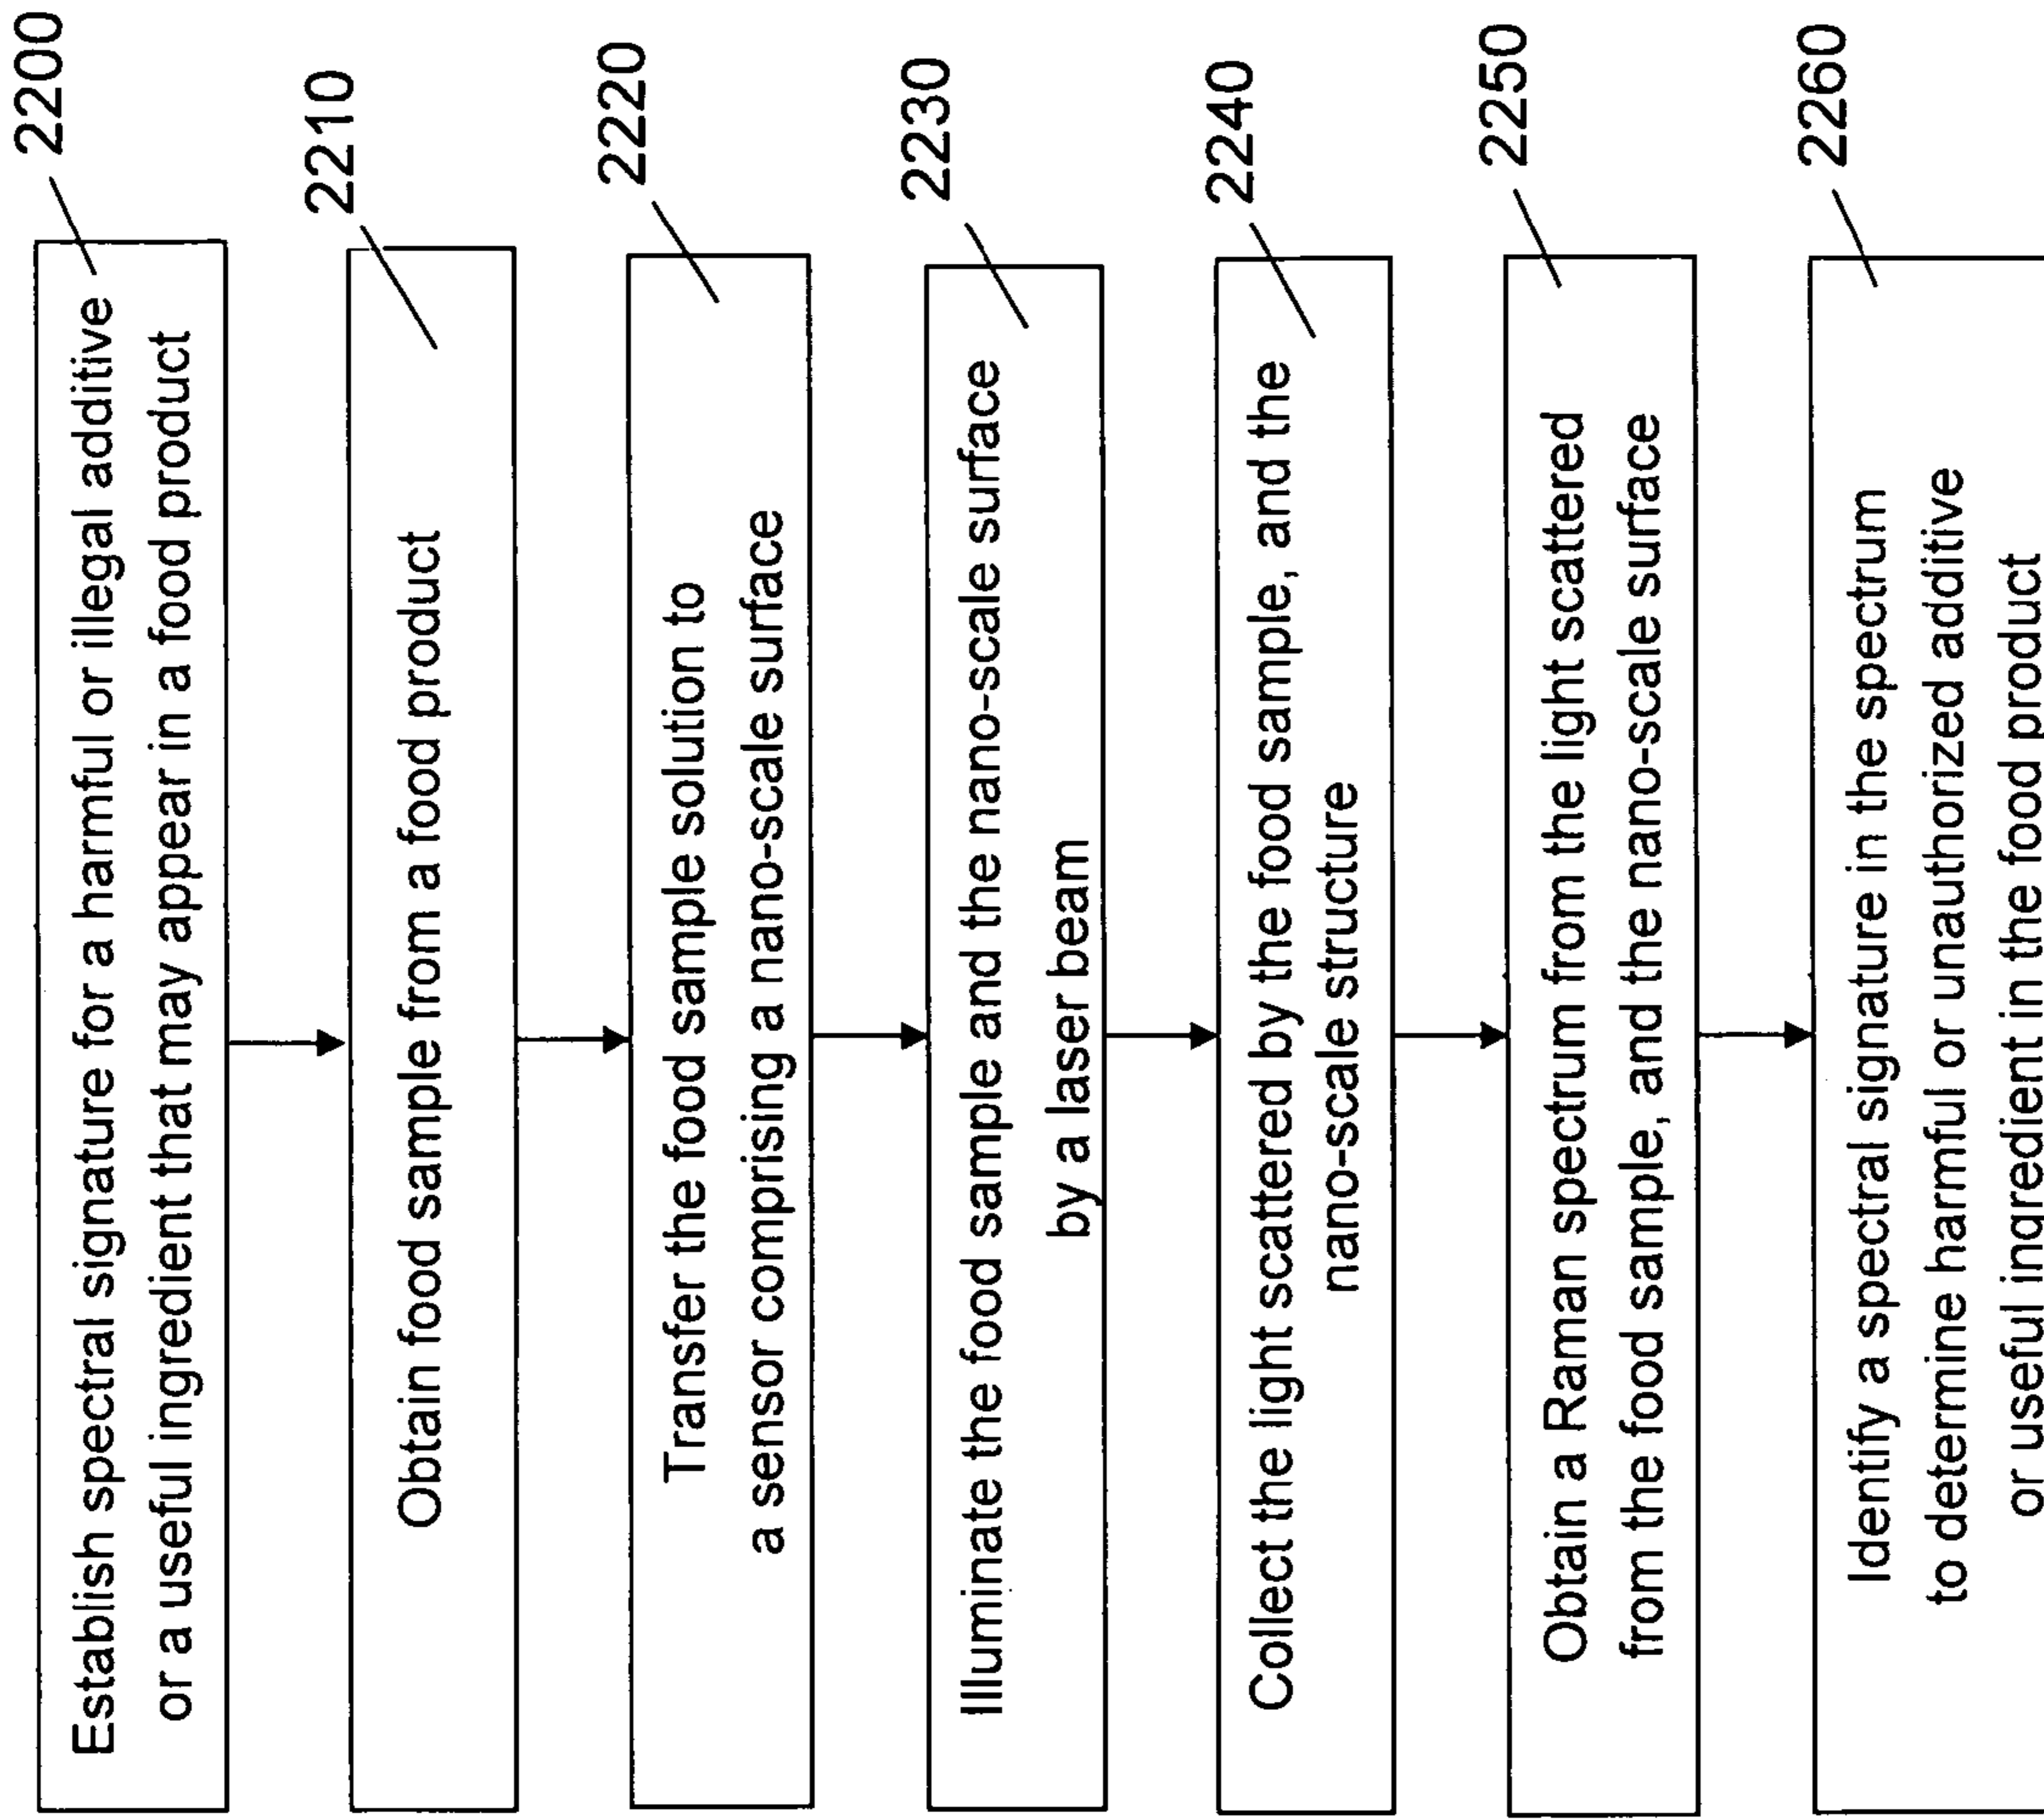 2200
Establish spectral signature for a harmful or illegal additive
or a useful ingredient that may appear in a food product
2210
Obtain food sample from a food product
2220
Transfer the food sample solution to
a sensor comprising a nano-scale surface
2230
Illuminate the food sample and the nano-scale surface
by a laser beam
2240
Collect the light scattered by the food sample, and the
nano-scale structure
2250
Obtain a Raman spectrum from the light scattered
from the food sample, and the nano-scale surface
2260
Identify a spectral signature in the spectrum
to determine harmful or unauthorized additive
or useful ingredient in the food product